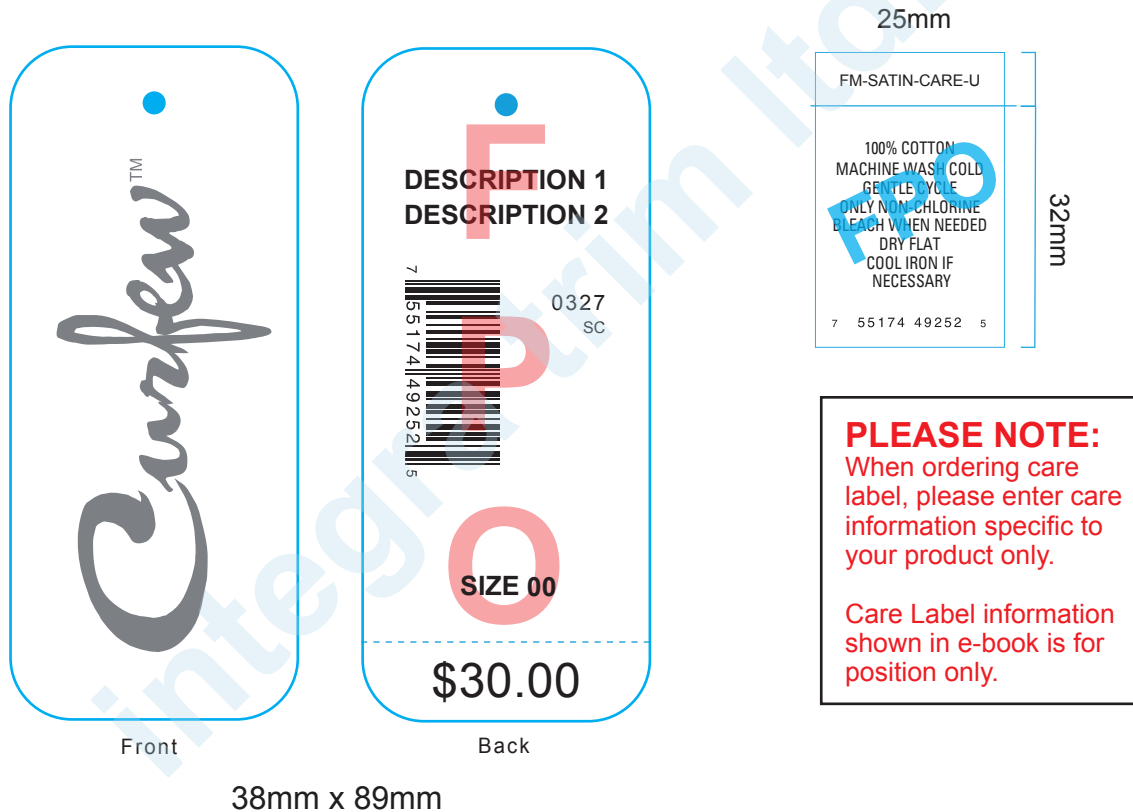 Curfew™
Front
DESCRIPTION 1
DESCRIPTION 2
7 55174 49252 5
0327
SC
SIZE 00
$30.00
Back
38mm x 89mm
FPO
25mm
FM-SATIN-CARE-U
100% COTTON
MACHINE WASH COLD
GENTLE CYCLE
ONLY NON-CHLORINE
BLEACH WHEN NEEDED
DRY FLAT
COOL IRON IF
NECESSARY
7 55174 49252 5
FPO
32mm
PLEASE NOTE:
When ordering care
label, please enter care
information specific to
your product only.
Care Label information
shown in e-book is for
position only.
integra trim ltd